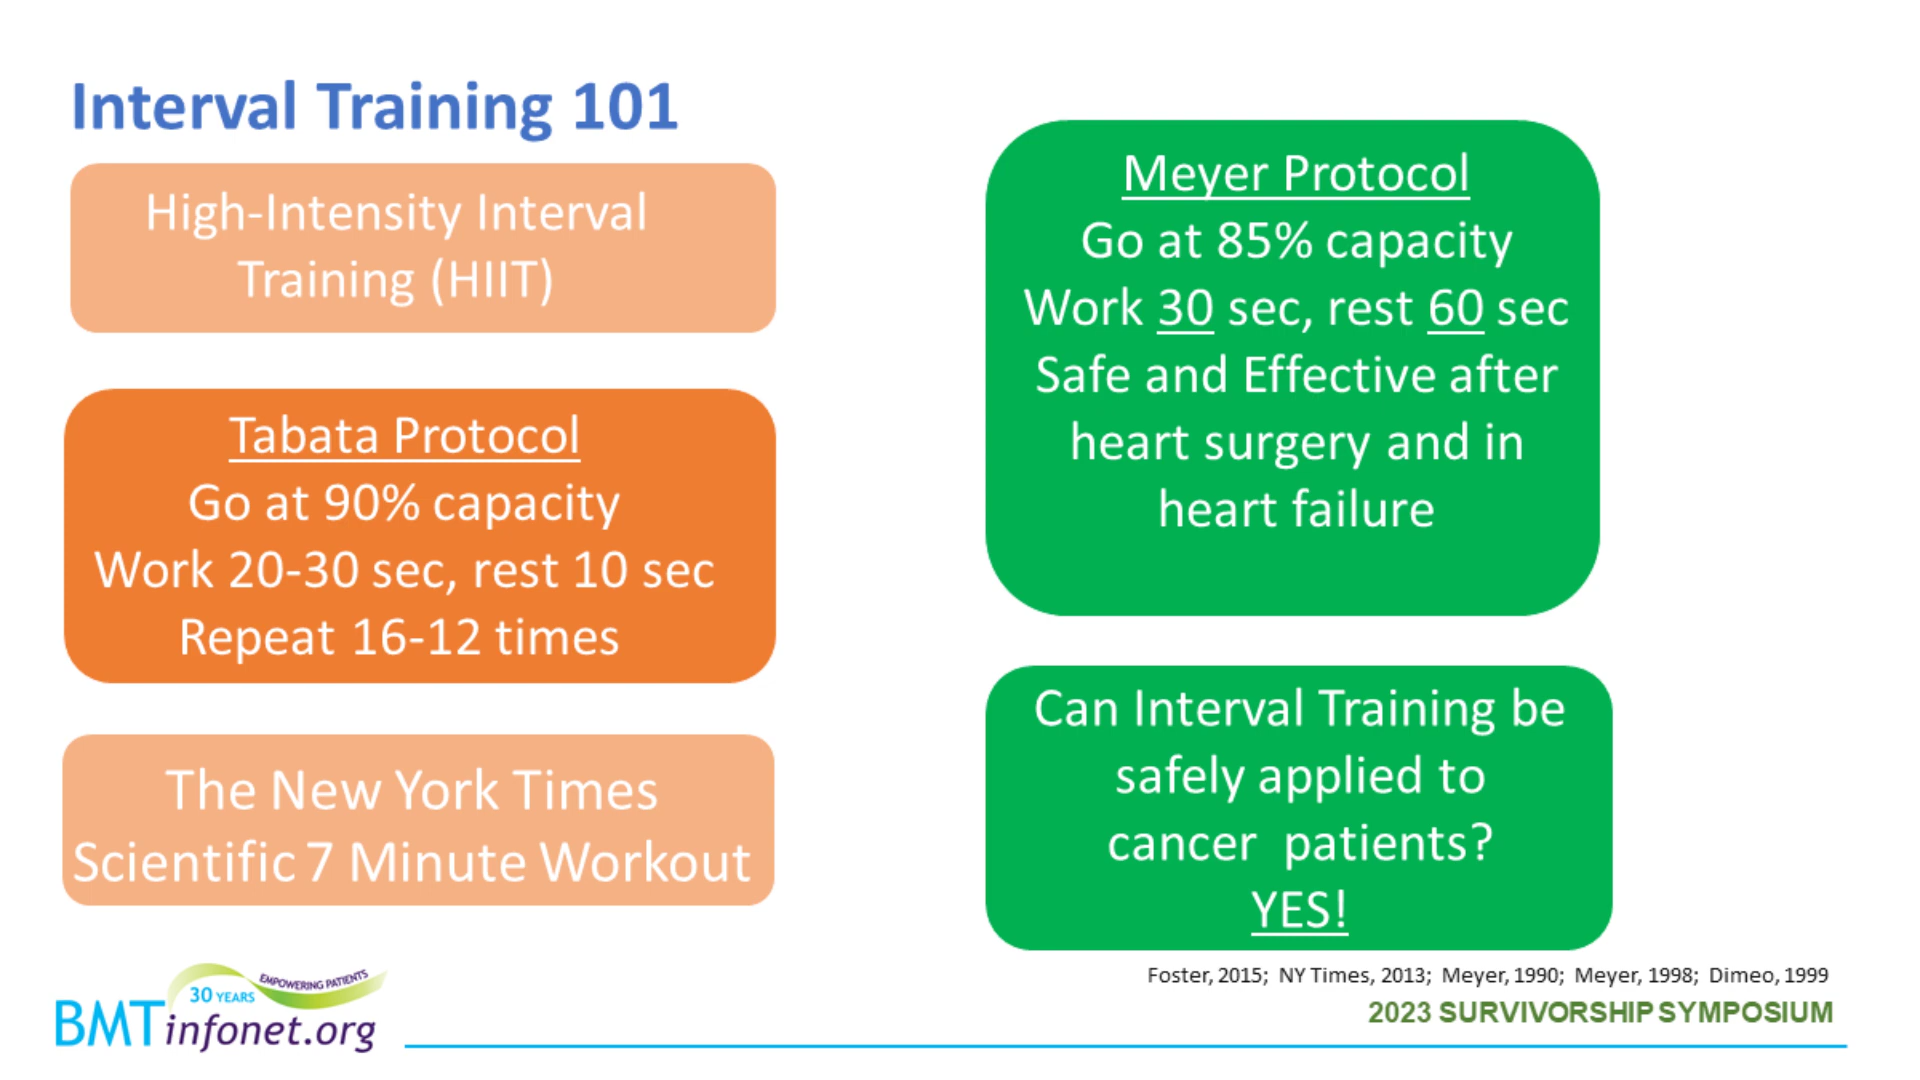 Interval Training 101
High-Intensity Interval
Training (HIIT)
Tabata Protocol
Go at 90% capacity
Work 20-30 sec, rest 10 sec
Repeat 16-12 times
The New York Times
Scientific 7 Minute Workout
Meyer Protocol
Go at 85% capacity
Work 30 sec, rest 60 sec
Safe and Effective after
heart surgery and in
heart failure
Can Interval Training be
safely applied to
cancer patients?
YES!
Foster, 2015; NY Times, 2013; Meyer, 1990; Meyer, 1998; Dimeo, 1999
2023 SURVIVORSHIP SYMPOSIUM
30 YEARS
EMPOWERING PATIENTS
BMTinfonet.org